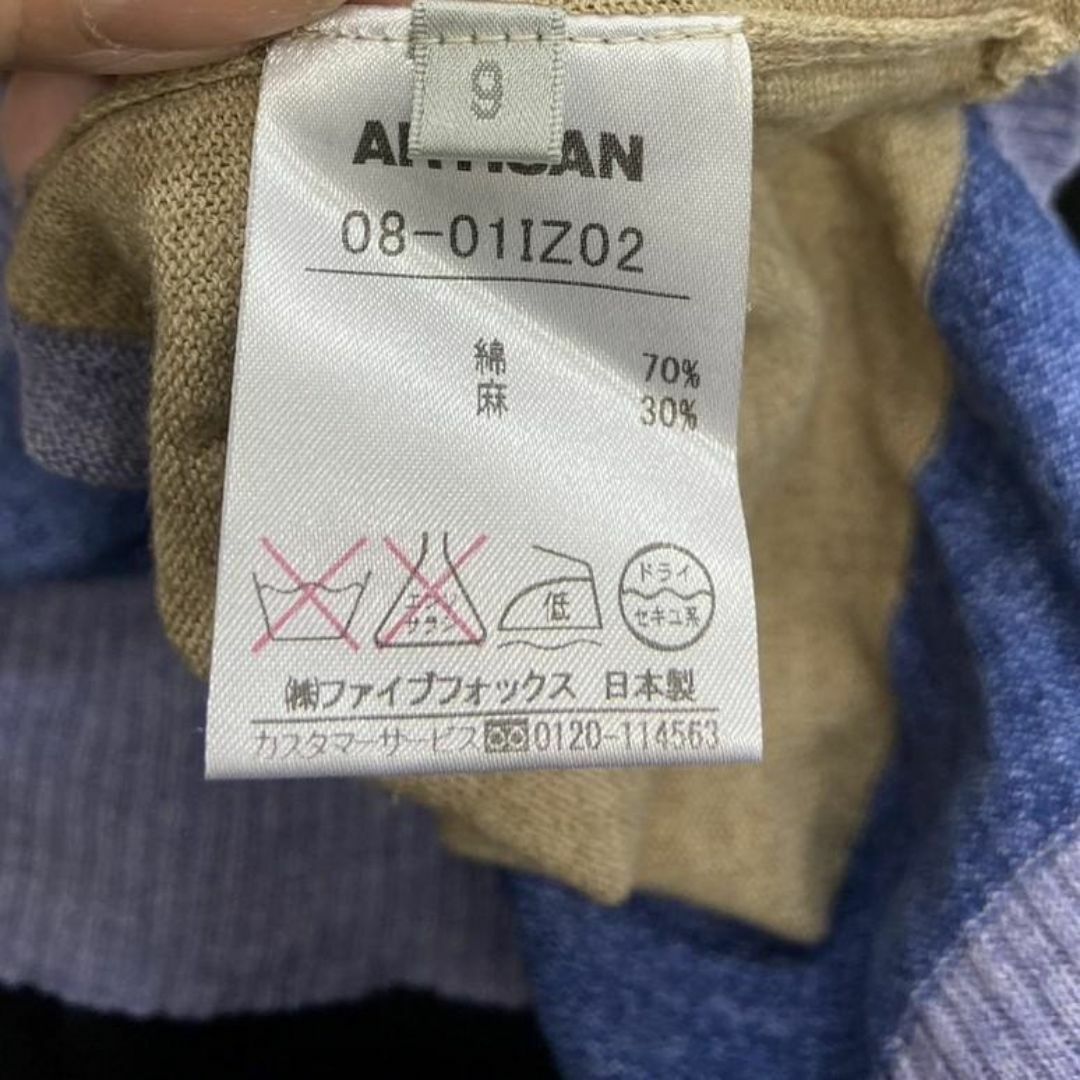 9
ARTISAN
08-01IZ02
綿 70%
麻 30%
低
ドライ
セキユ系
㈱ファイブフォックス 日本製
カスタマーサービス 0120-114563